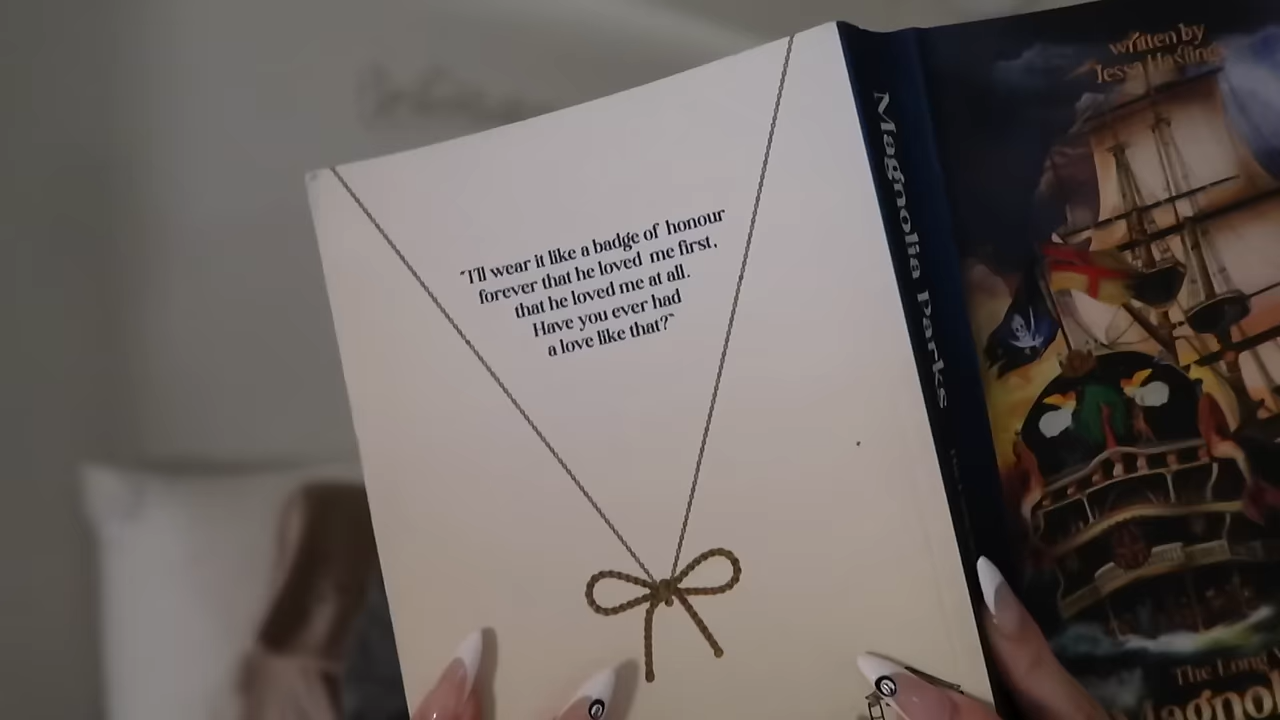 "I'll wear it like a badge of honour
forever that he loved me first,
that he loved me at all.
Have you ever had
a love like that?"
Magnolia Parks
written by
Jessa Hastings
The Long
Magnol